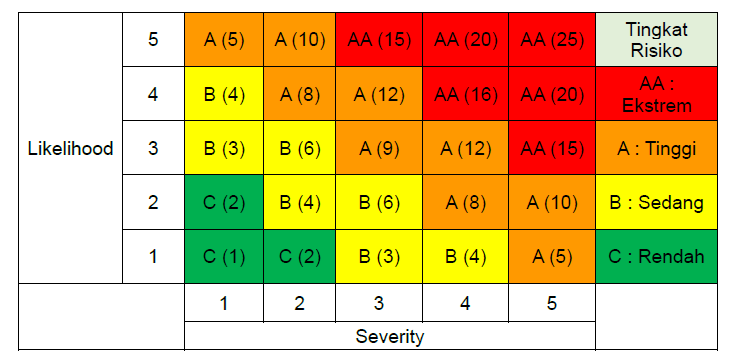 5 A (5) A (10) AA (15) AA (20) AA (25) Tingkat Risiko
4 B (4) A (8) A (12) AA (16) AA (20) AA : Ekstrem
Likelihood 3 B (3) B (6) A (9) A (12) AA (15) A : Tinggi
2 C (2) B (4) B (6) A (8) A (10) B : Sedang
1 C (1) C (2) B (3) B (4) A (5) C : Rendah
1 2 3 4 5
Severity